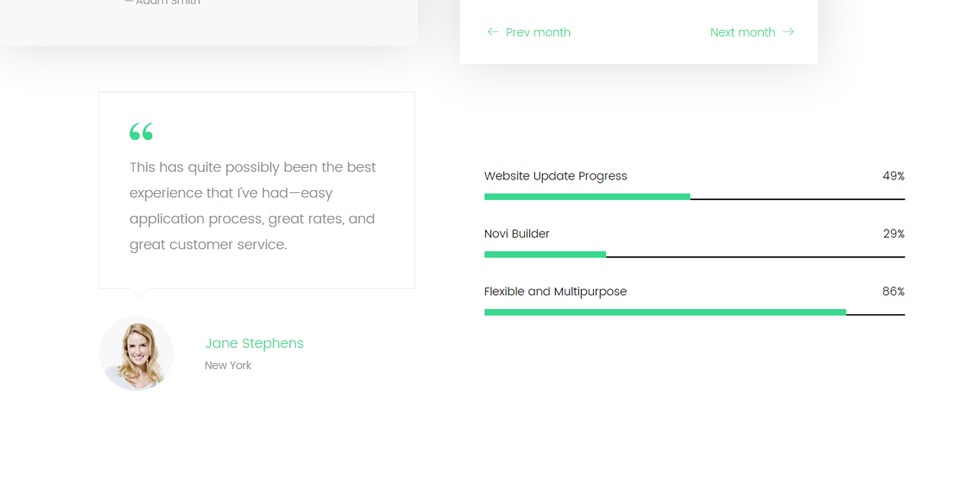 — Adam Smith
← Prev month
Next month →
“
This has quite possibly been the best
experience that I've had—easy
application process, great rates, and
great customer service.
Jane Stephens
New York
Website Update Progress 49%
Novi Builder 29%
Flexible and Multipurpose 86%